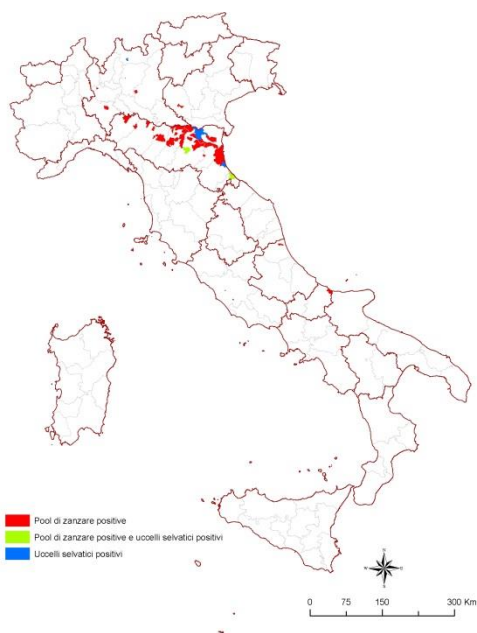 Pool di zanzare positive
Pool di zanzare positive e uccelli selvatici positivi
Uccelli selvatici positivi
N
W
E
S
0 75 150 300 Km